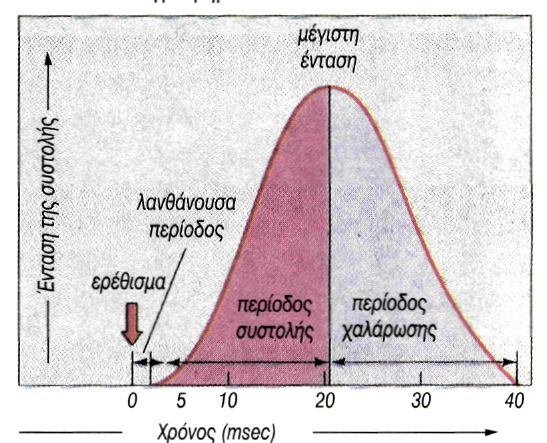 μέγιστη
ένταση
Ένταση της συστολής
λανθάνουσα
περίοδος
ερέθισμα
περίοδος
συστολής
περίοδος
χαλάρωσης
0 5 10 20 30 40
Χρόνος (msec)